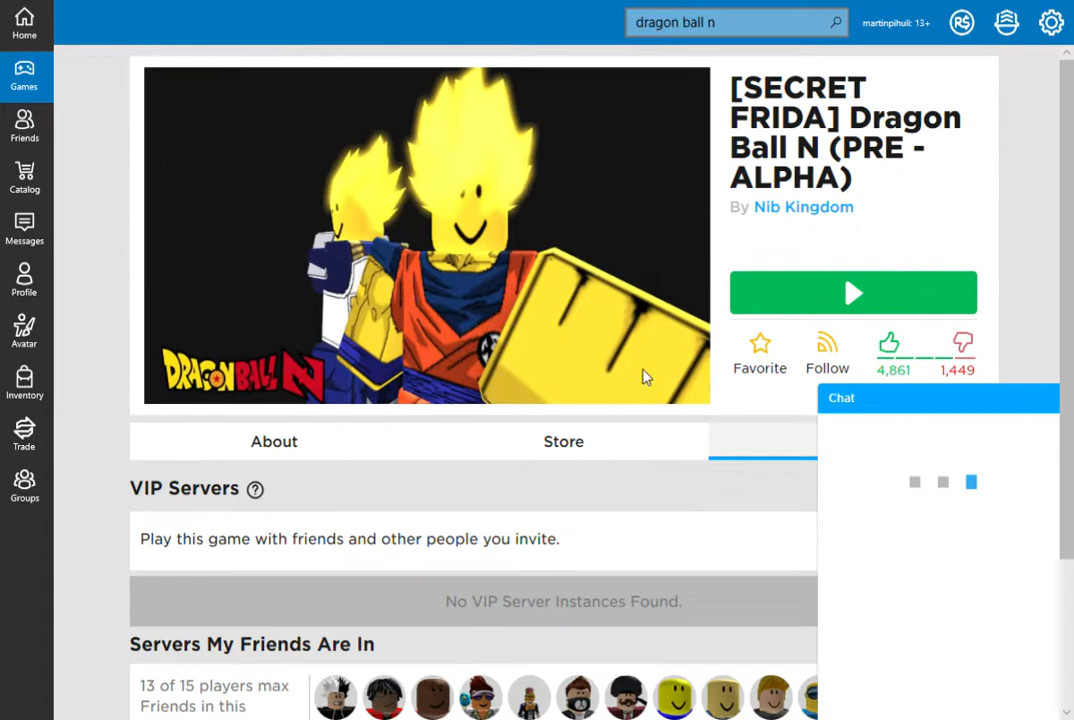 dragon ball n
martinpihuli: 13+
R$
Home
Games
Friends
Catalog
Messages
Profile
Avatar
Inventory
Trade
Groups
DRAGON BALL N
[SECRET
FRIDA] Dragon
Ball N (PRE -
ALPHA)
By Nib Kingdom
Favorite
Follow
4,861
1,449
Chat
About
Store
VIP Servers ?
Play this game with friends and other people you invite.
No VIP Server Instances Found.
Servers My Friends Are In
13 of 15 players max
Friends in this